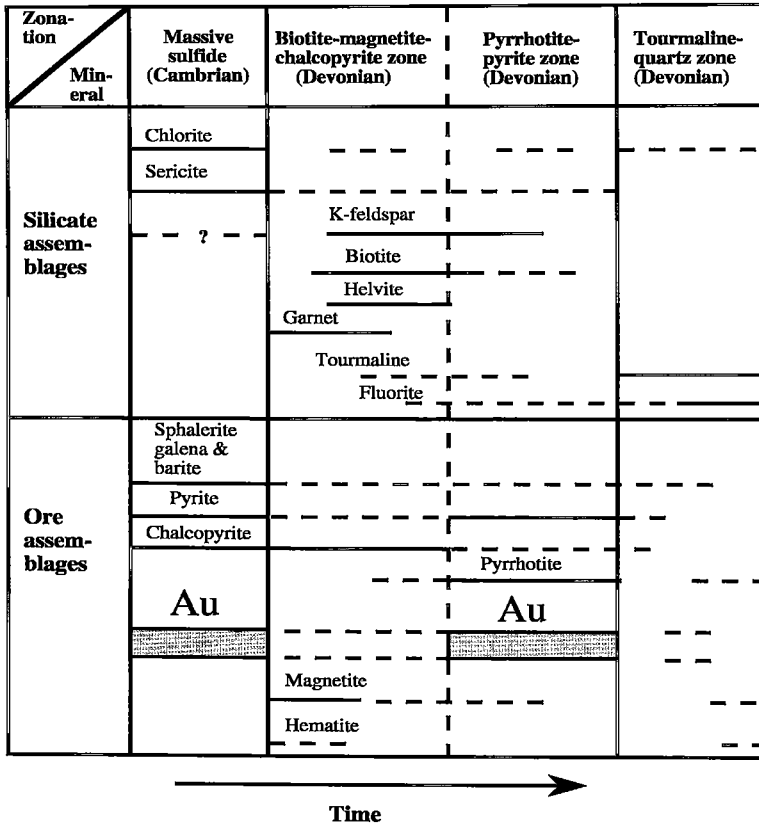 Zona-
tion
Min-
eral
Massive
sulfide
(Cambrian)
Biotite-magnetite-
chalcopyrite zone
(Devonian)
Pyrrhotite-
pyrite zone
(Devonian)
Tourmaline-
quartz zone
(Devonian)
Silicate
assem-
blages
Chlorite
Sericite
?
K-feldspar
Biotite
Helvite
Garnet
Tourmaline
Fluorite
Ore
assem-
blages
Sphalerite
galena &
barite
Pyrite
Chalcopyrite
Pyrrhotite
Au
Au
Magnetite
Hematite
Time